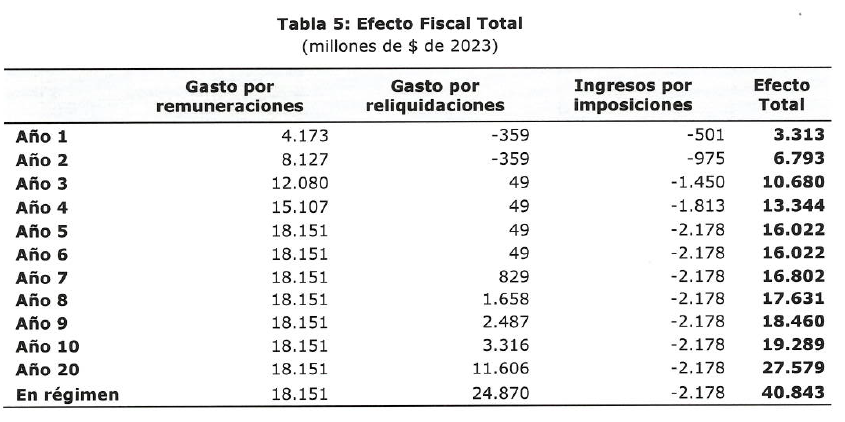 Tabla 5: Efecto Fiscal Total
(millones de $ de 2023)
Gasto por remuneraciones Gasto por reliquidaciones Ingresos por imposiciones Efecto Total
Año 1 4.173 -359 -501 3.313
Año 2 8.127 -359 -975 6.793
Año 3 12.080 49 -1.450 10.680
Año 4 15.107 49 -1.813 13.344
Año 5 18.151 49 -2.178 16.022
Año 6 18.151 49 -2.178 16.022
Año 7 18.151 829 -2.178 16.802
Año 8 18.151 1.658 -2.178 17.631
Año 9 18.151 2.487 -2.178 18.460
Año 10 18.151 3.316 -2.178 19.289
Año 20 18.151 11.606 -2.178 27.579
En régimen 18.151 24.870 -2.178 40.843